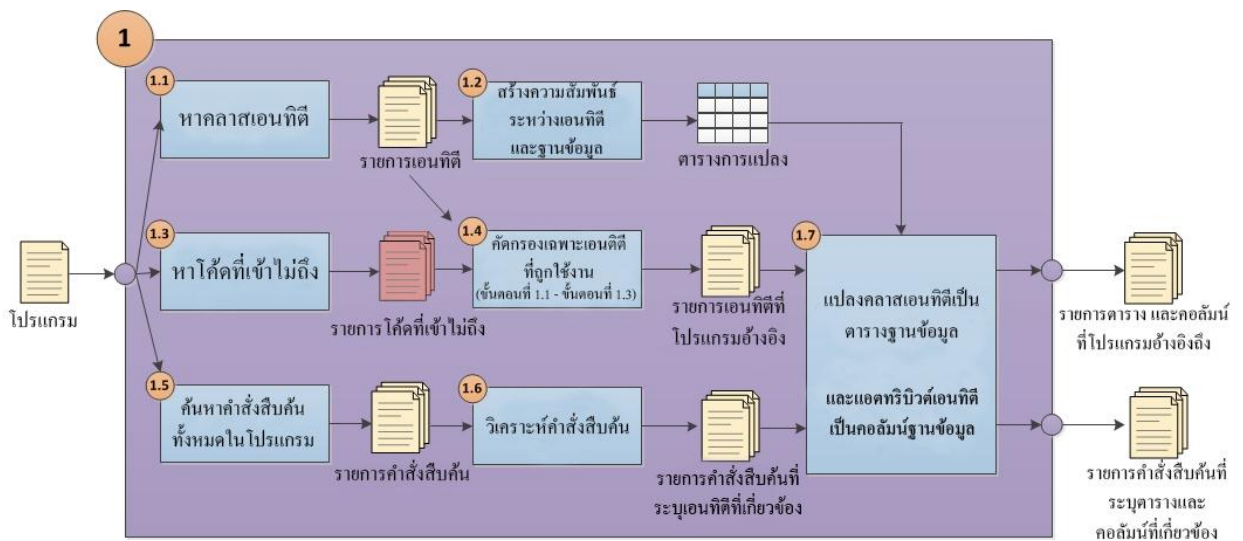 1
1.1
หาคลาสเอนทิตี
รายการเอนทิตี
1.2
สร้างความสัมพันธ์
ระหว่างเอนทิตี
และฐานข้อมูล
ตารางการแปลง
โปรแกรม
1.3
หาโค้ดที่เข้าไม่ถึง
รายการโค้ดที่เข้าไม่ถึง
1.4
คัดกรองเฉพาะเอนติตี
ที่ถูกใช้งาน
(ขั้นตอนที่ 1.1 - ขั้นตอนที่ 1.3)
รายการเอนทิตีที่
โปรแกรมอ้างอิง
1.5
ค้นหาคำสั่งสืบค้น
ทั้งหมดในโปรแกรม
รายการคำสั่งสืบค้น
1.6
วิเคราะห์คำสั่งสืบค้น
รายการคำสั่งสืบค้นที่
ระบุเอนทิตีที่เกี่ยวข้อง
1.7
แปลงคลาสเอนทิตีเป็น
ตารางฐานข้อมูล
และแอตทริบิวต์เอนทิตี
เป็นคอลัมน์ฐานข้อมูล
รายการตาราง และคอลัมน์
ที่โปรแกรมอ้างอิงถึง
รายการคำสั่งสืบค้นที่
ระบุตารางและ
คอลัมน์ที่เกี่ยวข้อง